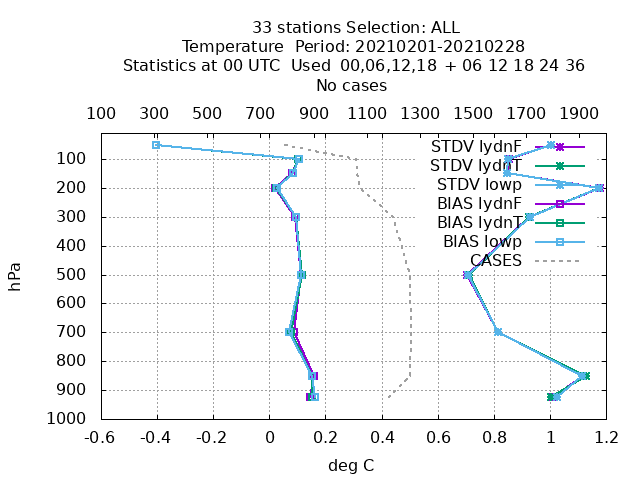 33 stations Selection: ALL
Temperature  Period: 20210201-20210228
Statistics at 00 UTC  Used  00,06,12,18  + 06 12 18 24 36
No cases
100 300 500 700 900 1100 1300 1500 1700 1900
STDV lydnF
STDV lydnT
STDV lowp
BIAS lydnF
BIAS lydnT
BIAS lowp
CASES
hPa
100
200
300
400
500
600
700
800
900
1000
-0.6 -0.4 -0.2 0 0.2 0.4 0.6 0.8 1 1.2
deg C